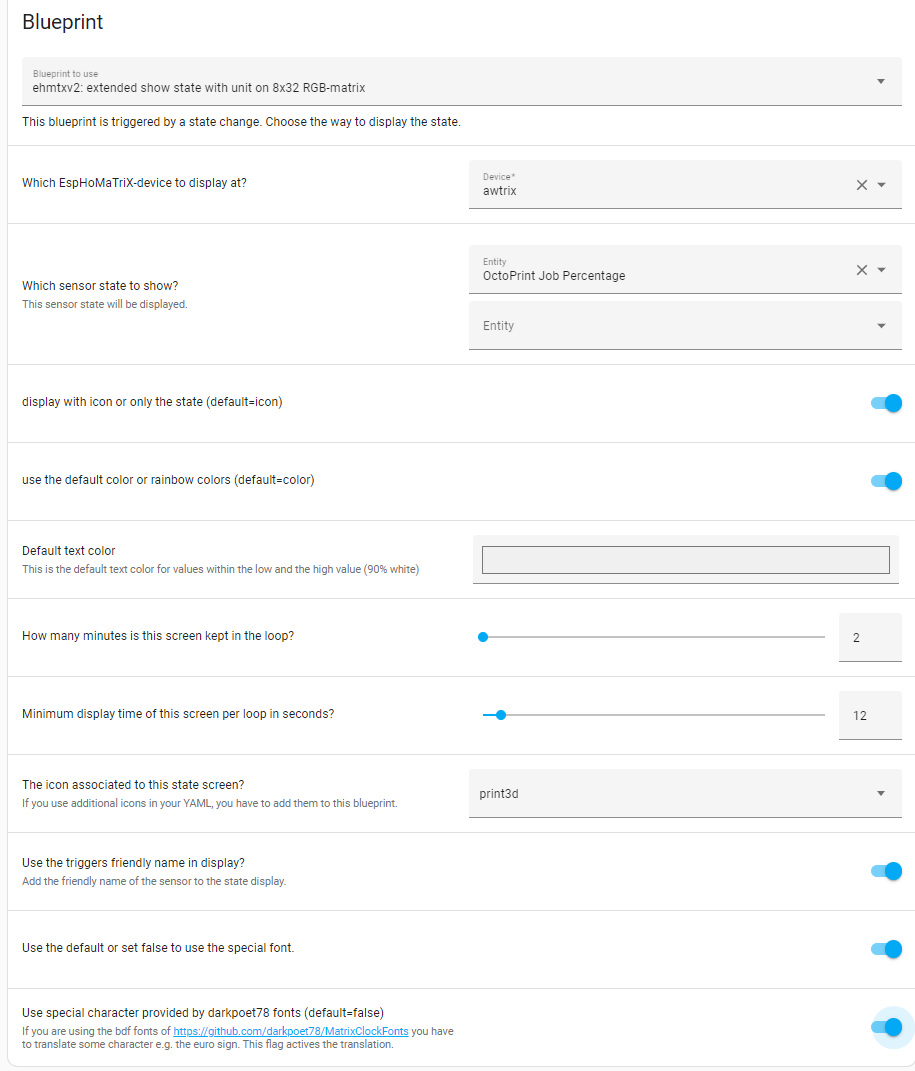 Blueprint
Blueprint to use
ehmtxv2: extended show state with unit on 8x32 RGB-matrix
This blueprint is triggered by a state change. Choose the way to display the state.
Which EspHoMaTriX-device to display at?
Device*
awtrix
Which sensor state to show?
This sensor state will be displayed.
Entity
OctoPrint Job Percentage
Entity
display with icon or only the state (default=icon)
use the default color or rainbow colors (default=color)
Default text color
This is the default text color for values within the low and the high value (90% white)
How many minutes is this screen kept in the loop?
2
Minimum display time of this screen per loop in seconds?
12
The icon associated to this state screen?
If you use additional icons in your YAML, you have to add them to this blueprint.
print3d
Use the triggers friendly name in display?
Add the friendly name of the sensor to the state display.
Use the default or set false to use the special font.
Use special character provided by darkpoet78 fonts (default=false)
If you are using the bdf fonts of https://github.com/darkpoet78/MatrixClockFonts you have
to translate some character e.g. the euro sign. This flag actives the translation.